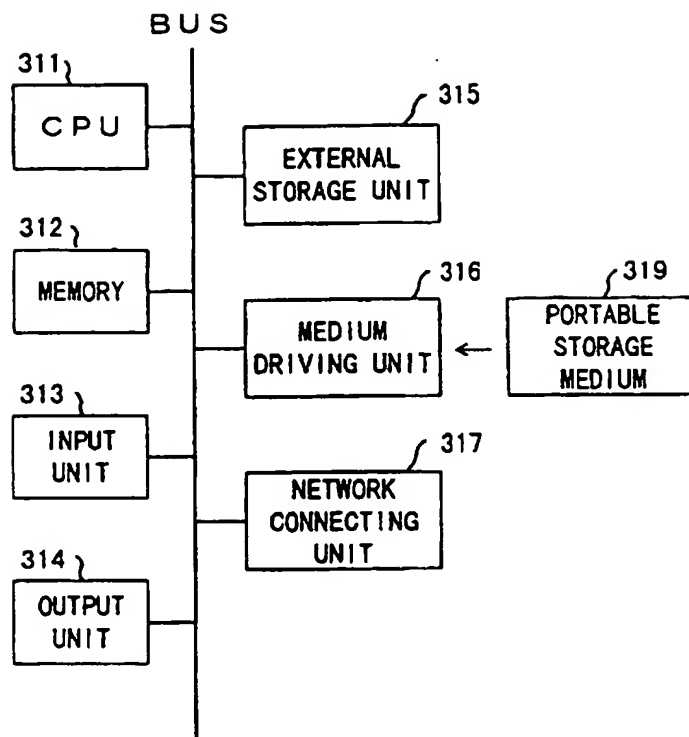 BUS
311
CPU
315
EXTERNAL
STORAGE UNIT
312
MEMORY
316
MEDIUM
DRIVING UNIT
319
PORTABLE
STORAGE
MEDIUM
313
INPUT
UNIT
317
NETWORK
CONNECTING
UNIT
314
OUTPUT
UNIT